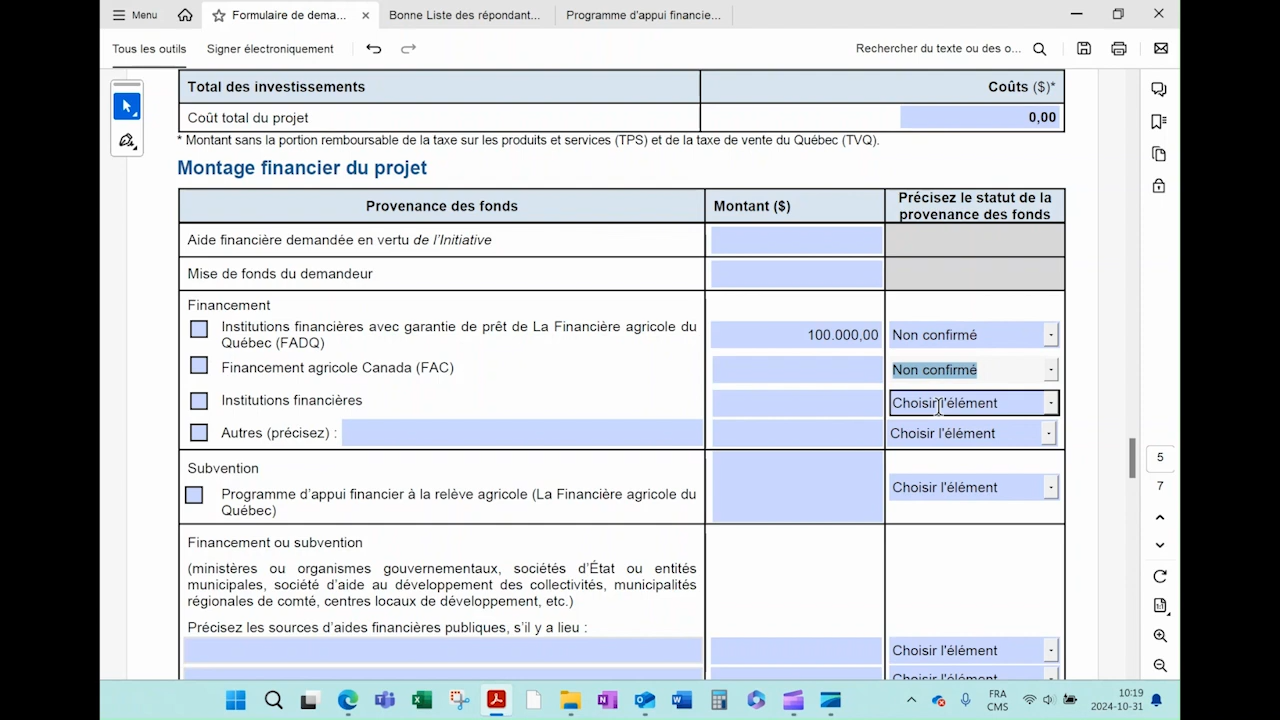 Menu
Formulaire de dema...
Bonne Liste des répondant...
Programme d'appui financie...
Tous les outils
Signer électroniquement
Rechercher du texte ou des o...
Total des investissements
Coûts ($)*
Coût total du projet
0,00
* Montant sans la portion remboursable de la taxe sur les produits et services (TPS) et de la taxe de vente du Québec (TVQ).
Montage financier du projet
Provenance des fonds
Montant ($)
Précisez le statut de la
provenance des fonds
Aide financière demandée en vertu de l'Initiative
Mise de fonds du demandeur
Financement
Institutions financières avec garantie de prêt de La Financière agricole du
Québec (FADQ)
100.000,00
Non confirmé
Financement agricole Canada (FAC)
Non confirmé
Institutions financières
Choisir l'élément
Autres (précisez) :
Choisir l'élément
Subvention
Programme d'appui financier à la relève agricole (La Financière agricole du
Québec)
Choisir l'élément
Financement ou subvention
(ministères ou organismes gouvernementaux, sociétés d'État ou entités
municipales, société d'aide au développement des collectivités, municipalités
régionales de comté, centres locaux de développement, etc.)
Précisez les sources d'aides financières publiques, s'il y a lieu :
Choisir l'élément
Choisir l'élément
5
7
FRA
CMS
10:19
2024-10-31